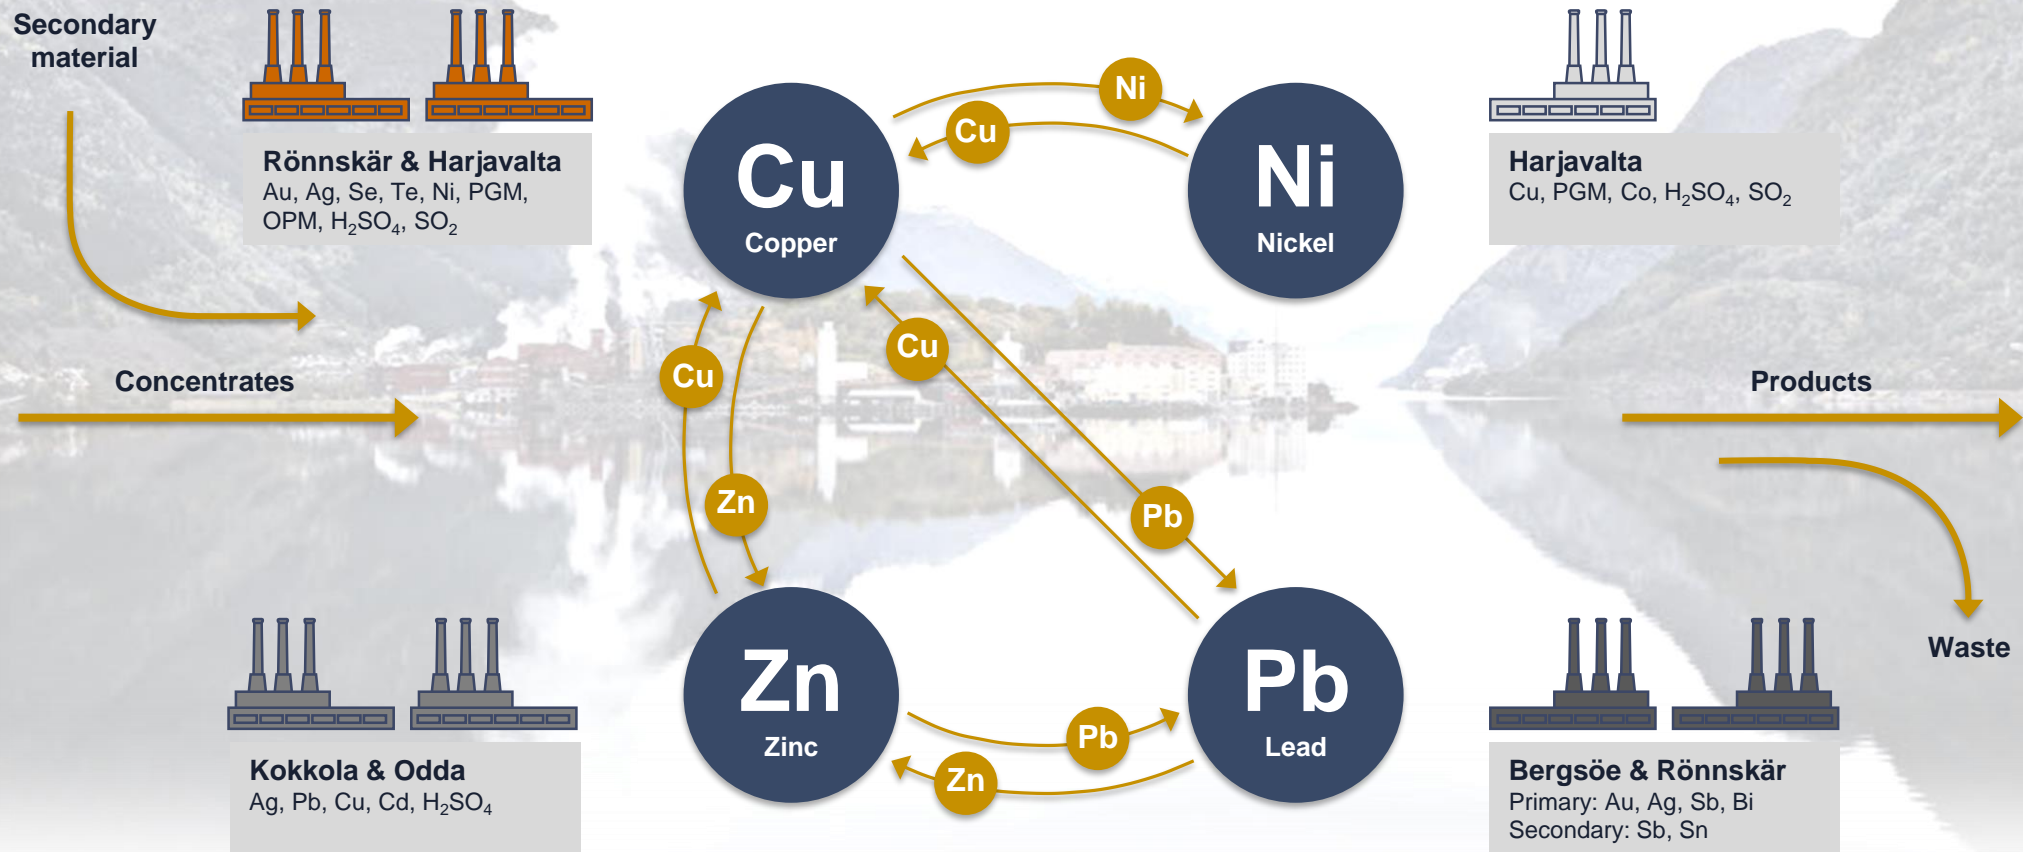 Secondary
material
Rönnskär & Harjavalta
Au, Ag, Se, Te, Ni, PGM,
OPM, H₂SO₄, SO₂
Cu
Copper
Ni
Cu
Ni
Nickel
Harjavalta
Cu, PGM, Co, H₂SO₄, SO₂
Concentrates
Cu
Zn
Cu
Pb
Products
Waste
Kokkola & Odda
Ag, Pb, Cu, Cd, H₂SO₄
Zn
Zinc
Pb
Zn
Pb
Lead
Bergsöe & Rönnskär
Primary: Au, Ag, Sb, Bi
Secondary: Sb, Sn